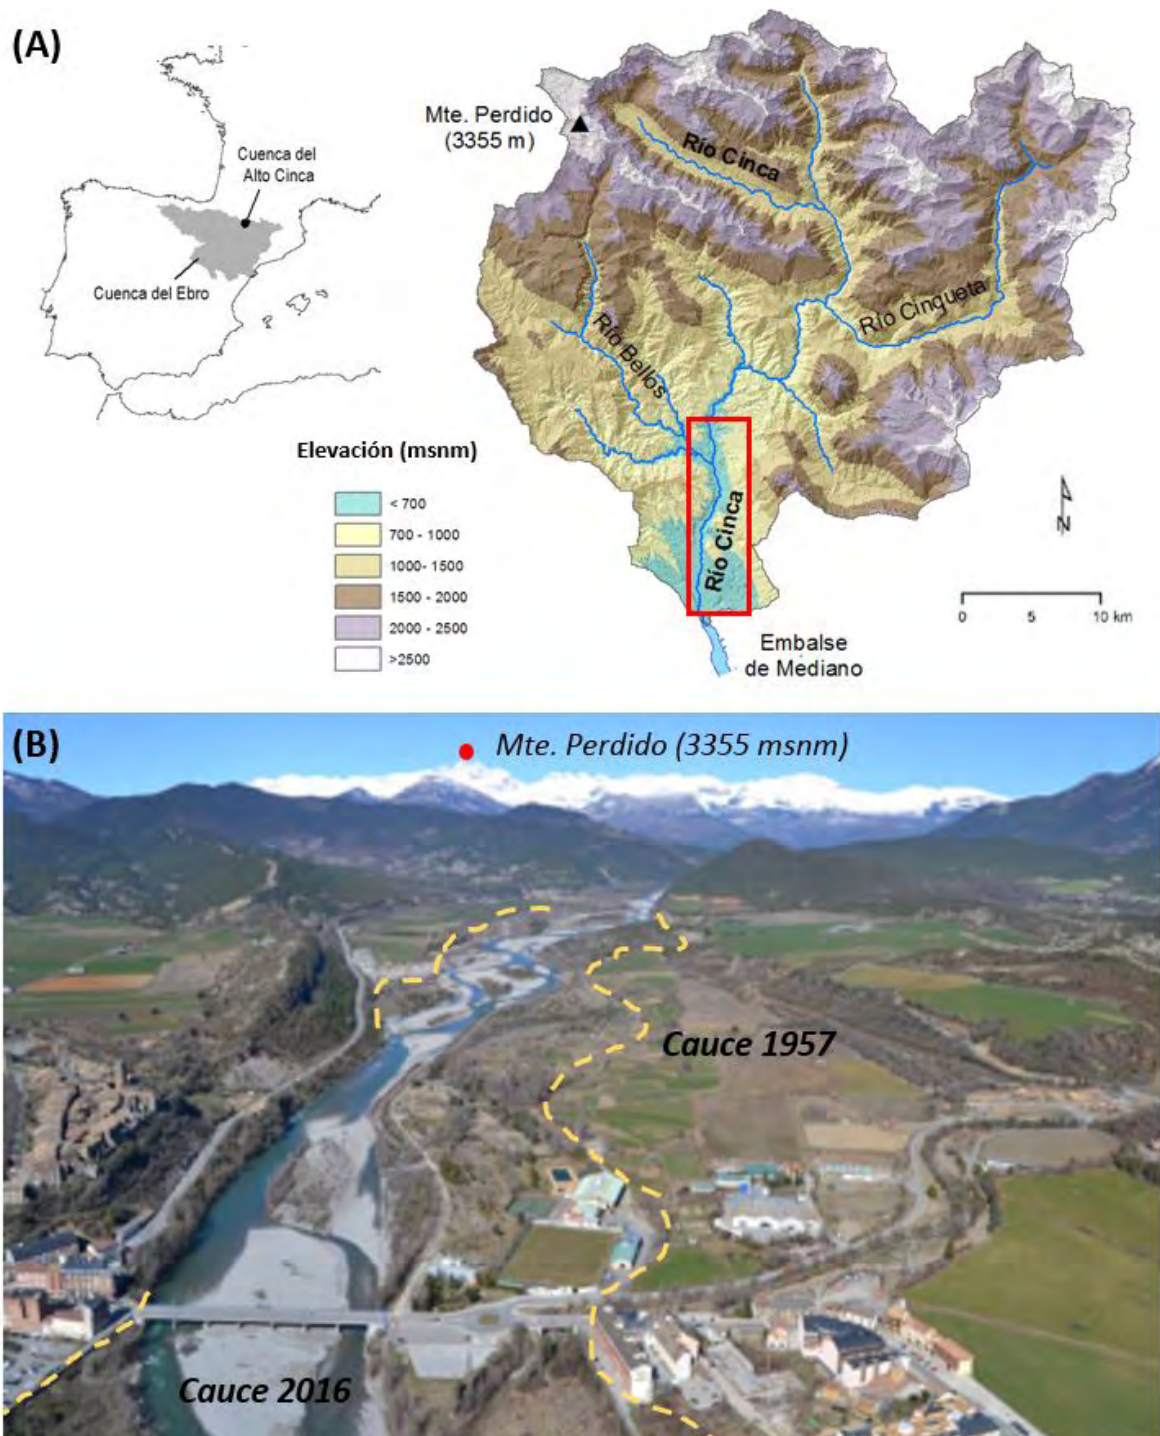 (A)
Cuenca del
Alto Cinca
Cuenca del Ebro
Mte. Perdido
(3355 m)
Río Cinca
Río Cinqueta
Río Bellos
Río Cinca
Elevación (msnm)
< 700
700 - 1000
1000- 1500
1500 - 2000
2000 - 2500
>2500
N
0 5 10 km
Embalse
de Mediano
(B)
Mte. Perdido (3355 msnm)
Cauce 1957
Cauce 2016